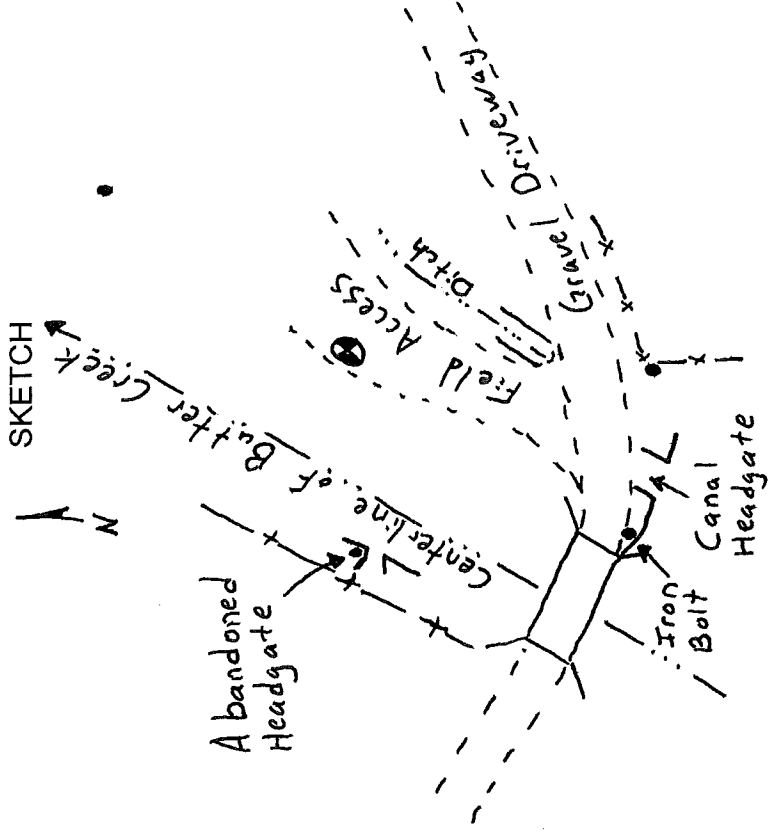 SKETCH
N
Centerline of Butter Creek
Field Access
Ditch
Gravel Driveway
Abandoned
Headgate
Iron
Bolt
Canal
Headgate